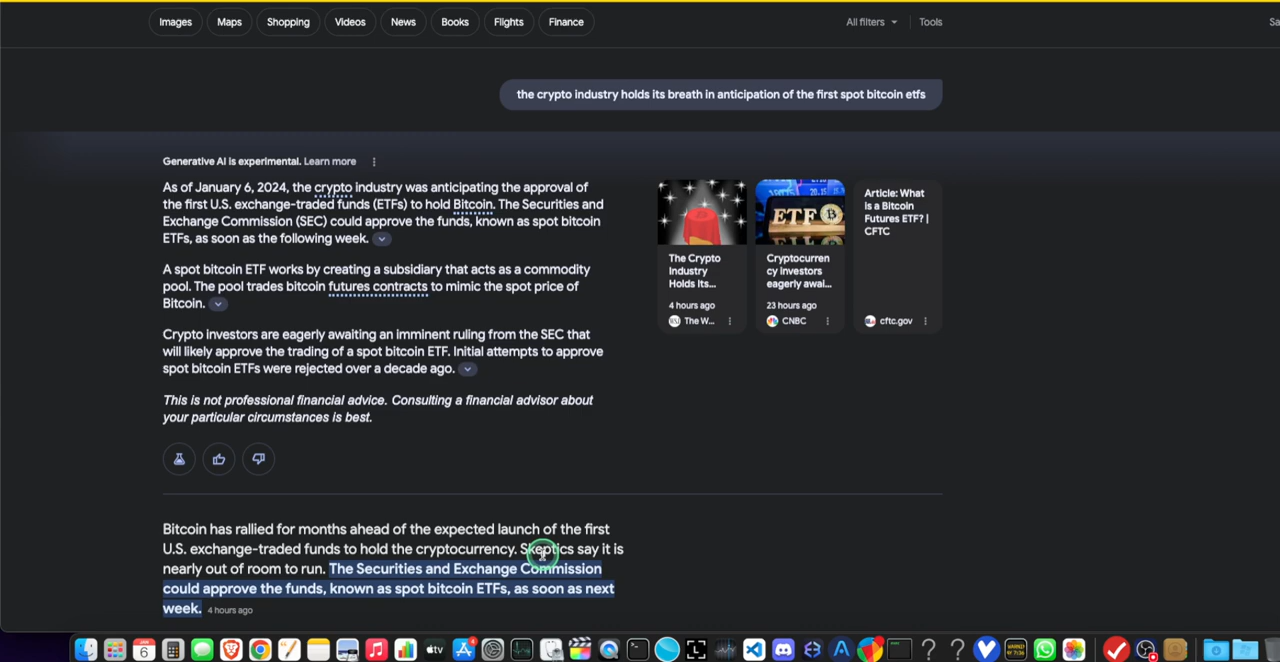 Images Maps Shopping Videos News Books Flights Finance All filters Tools Sa
the crypto industry holds its breath in anticipation of the first spot bitcoin etfs
Generative AI is experimental. Learn more
As of January 6, 2024, the crypto industry was anticipating the approval of
the first U.S. exchange-traded funds (ETFs) to hold Bitcoin. The Securities and
Exchange Commission (SEC) could approve the funds, known as spot bitcoin
ETFs, as soon as the following week.
A spot bitcoin ETF works by creating a subsidiary that acts as a commodity
pool. The pool trades bitcoin futures contracts to mimic the spot price of
Bitcoin.
Crypto investors are eagerly awaiting an imminent ruling from the SEC that
will likely approve the trading of a spot bitcoin ETF. Initial attempts to approve
spot bitcoin ETFs were rejected over a decade ago.
This is not professional financial advice. Consulting a financial advisor about
your particular circumstances is best.
The Crypto
Industry
Holds Its...
4 hours ago
The W...
ETF
Cryptocurren
cy investors
eagerly awai...
23 hours ago
CNBC
Article: What
is a Bitcoin
Futures ETF? |
CFTC
cftc.gov
Bitcoin has rallied for months ahead of the expected launch of the first
U.S. exchange-traded funds to hold the cryptocurrency. Skeptics say it is
nearly out of room to run. The Securities and Exchange Commission
could approve the funds, known as spot bitcoin ETFs, as soon as next
week. 4 hours ago
6
tv